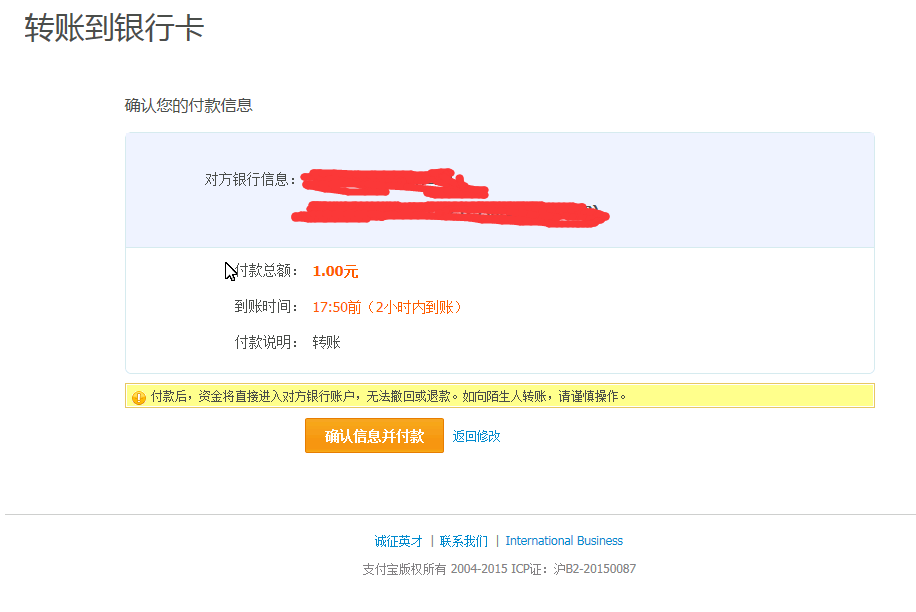 转账到银行卡
确认您的付款信息
对方银行信息：
付款总额： 1.00元
到账时间： 17:50前（2小时内到账）
付款说明： 转账
付款后，资金将直接进入对方银行账户，无法撤回或退款。如向陌生人转账，请谨慎操作。
确认信息并付款 返回修改
诚征英才 | 联系我们 | International Business
支付宝版权所有 2004-2015 ICP证：沪B2-20150087